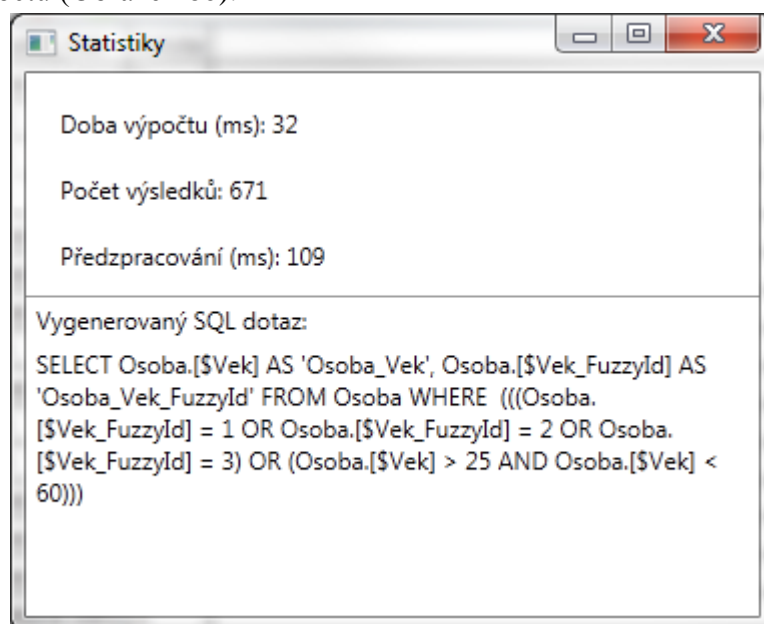 Statistiky
Doba výpočtu (ms): 32
Počet výsledků: 671
Předzpracování (ms): 109
Vygenerovaný SQL dotaz:
SELECT Osoba.[$Vek] AS 'Osoba_Vek', Osoba.[$Vek_FuzzyId] AS
'Osoba_Vek_FuzzyId' FROM Osoba WHERE (((Osoba.
[$Vek_FuzzyId] = 1 OR Osoba.[$Vek_FuzzyId] = 2 OR Osoba.
[$Vek_FuzzyId] = 3) OR (Osoba.[$Vek] > 25 AND Osoba.[$Vek] <
60)))